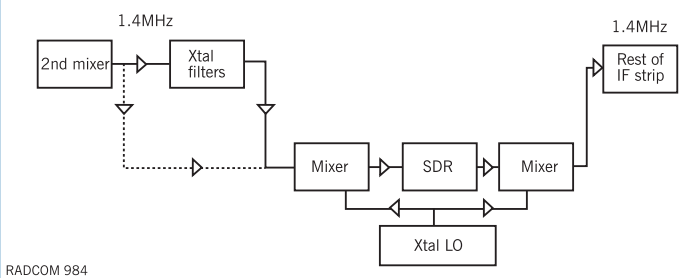 1.4MHz
1.4MHz
2nd mixer
Xtal
filters
Rest of
IF strip
Mixer
SDR
Mixer
Xtal LO
RADCOM 984